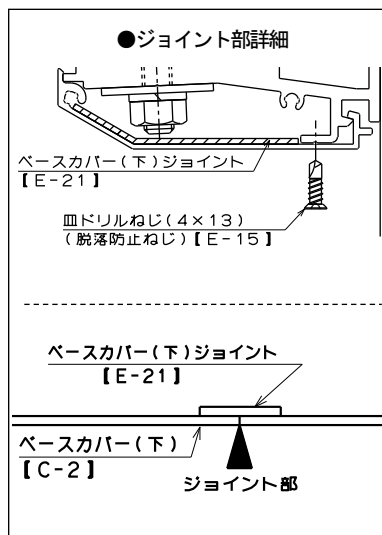 ●ジョイント部詳細
ベースカバー(下)ジョイント
【E-21】
皿ドリルねじ(4×13)
(脱落防止ねじ)【E-15】
ベースカバー(下)ジョイント
【E-21】
ベースカバー(下)
【C-2】
ジョイント部